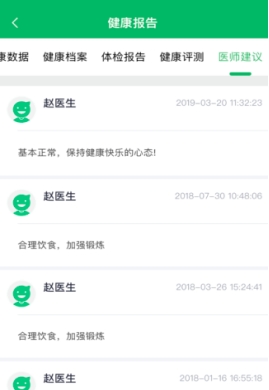 健康报告
康数据 健康档案 体检报告 健康评测 医师建议
赵医生 2019-03-20 11:32:23
基本正常，保持健康快乐的心态!
赵医生 2018-07-30 10:48:06
合理饮食，加强锻炼
赵医生 2018-03-26 15:24:41
合理饮食，加强锻炼
赵医生 2018-01-16 16:55:18